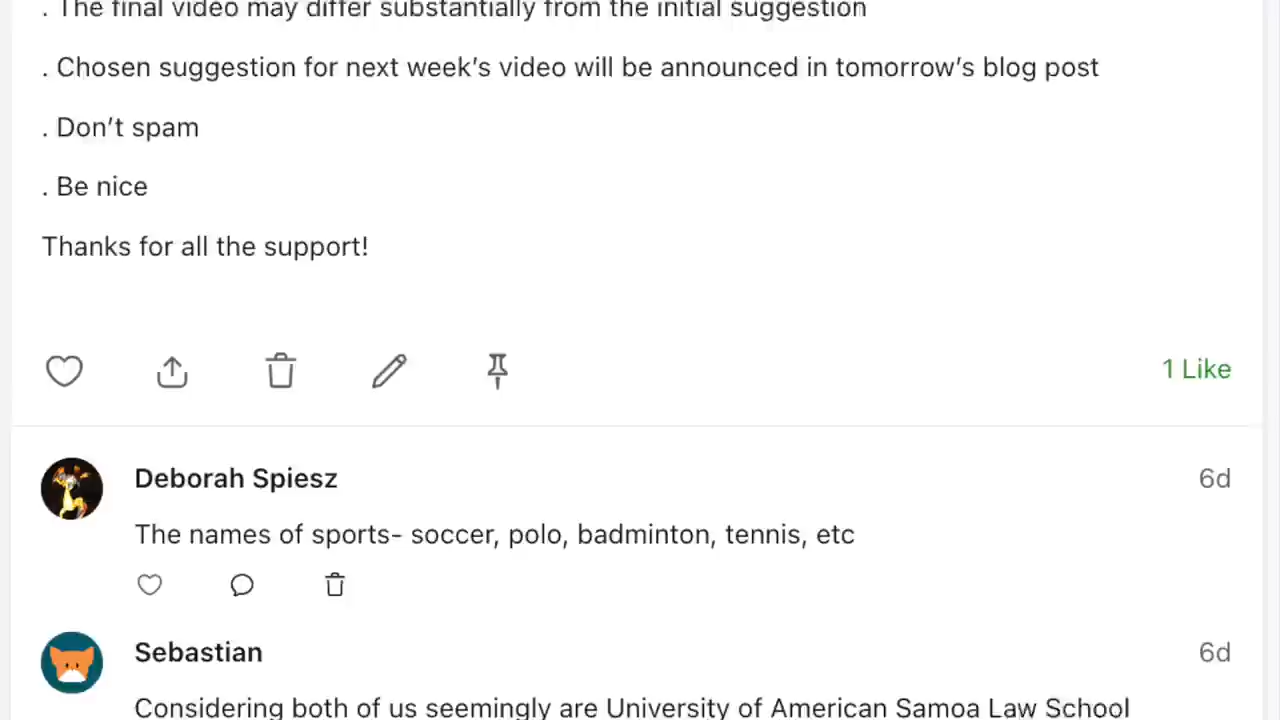 . The final video may differ substantially from the initial suggestion
. Chosen suggestion for next week’s video will be announced in tomorrow’s blog post
. Don’t spam
. Be nice
Thanks for all the support!
1 Like
Deborah Spiesz 6d
The names of sports- soccer, polo, badminton, tennis, etc
Sebastian 6d
Considering both of us seemingly are University of American Samoa Law School